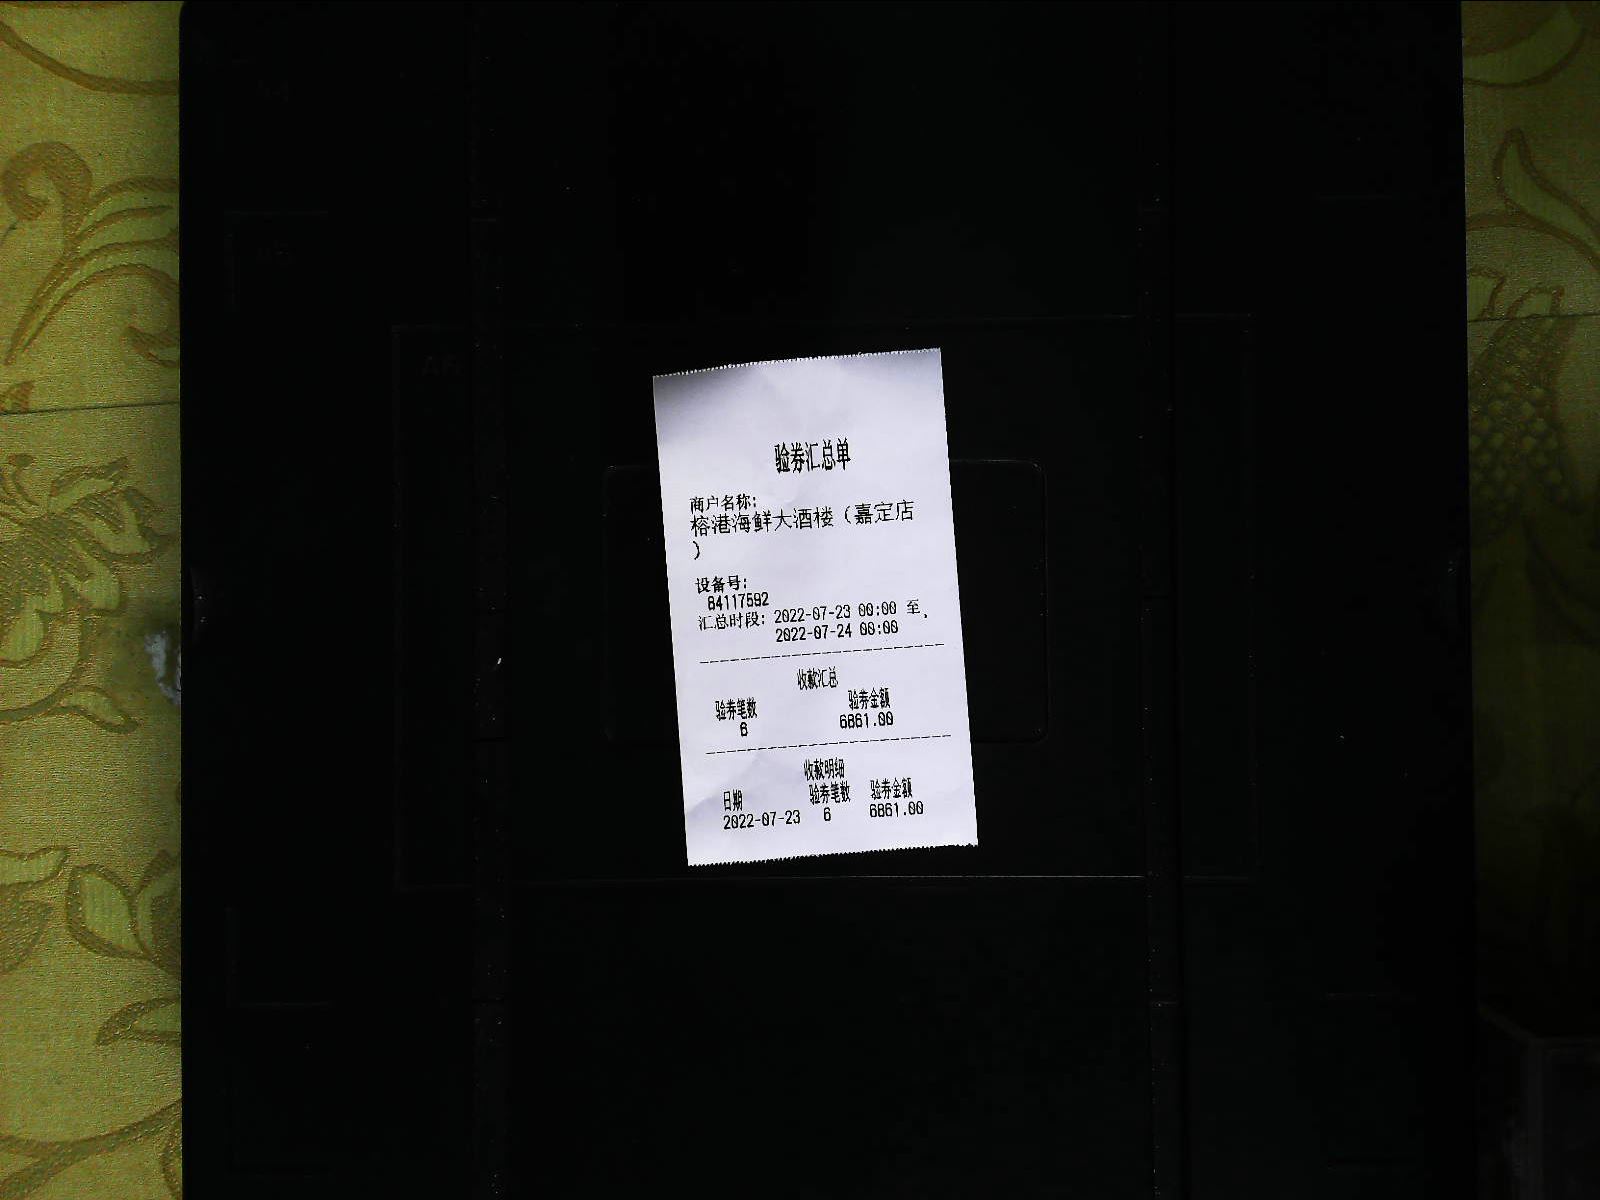 验券汇总单
商户名称:
榕港海鲜大酒楼（嘉定店
）
设备号:
84117592
汇总时段: 2022-07-23 00:00 至
2022-07-24 00:00
收款汇总
验券笔数 验券金额
6 6861.00
收款明细
日期 验券笔数 验券金额
2022-07-23 6 6861.00